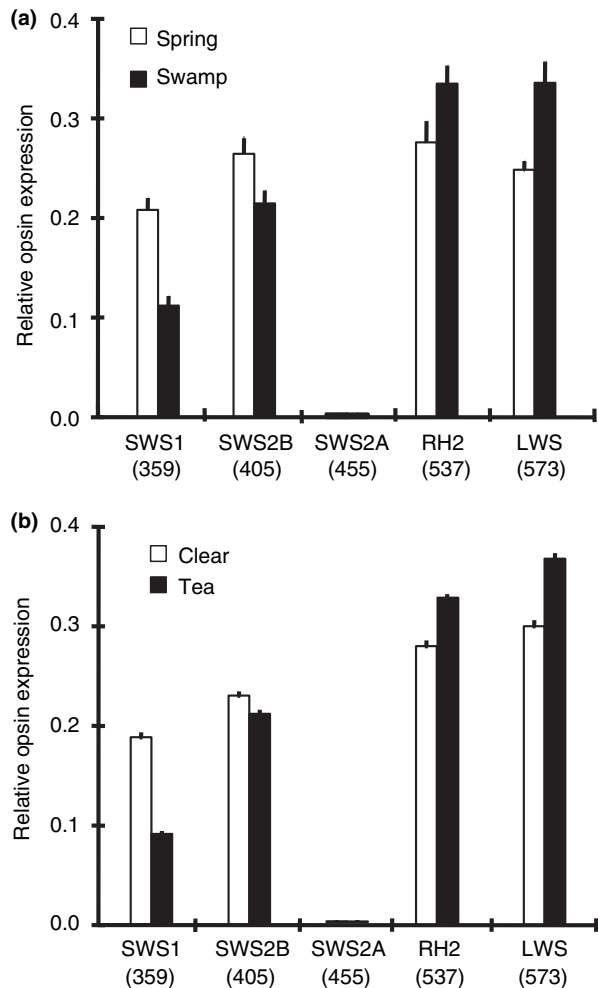 (a)
0.4
Spring
Swamp
0.3
0.2
0.1
0.0
Relative opsin expression
SWS1 SWS2B SWS2A RH2 LWS
(359) (405) (455) (537) (573)
(b)
0.4
Clear
Tea
0.3
0.2
0.1
0.0
Relative opsin expression
SWS1 SWS2B SWS2A RH2 LWS
(359) (405) (455) (537) (573)